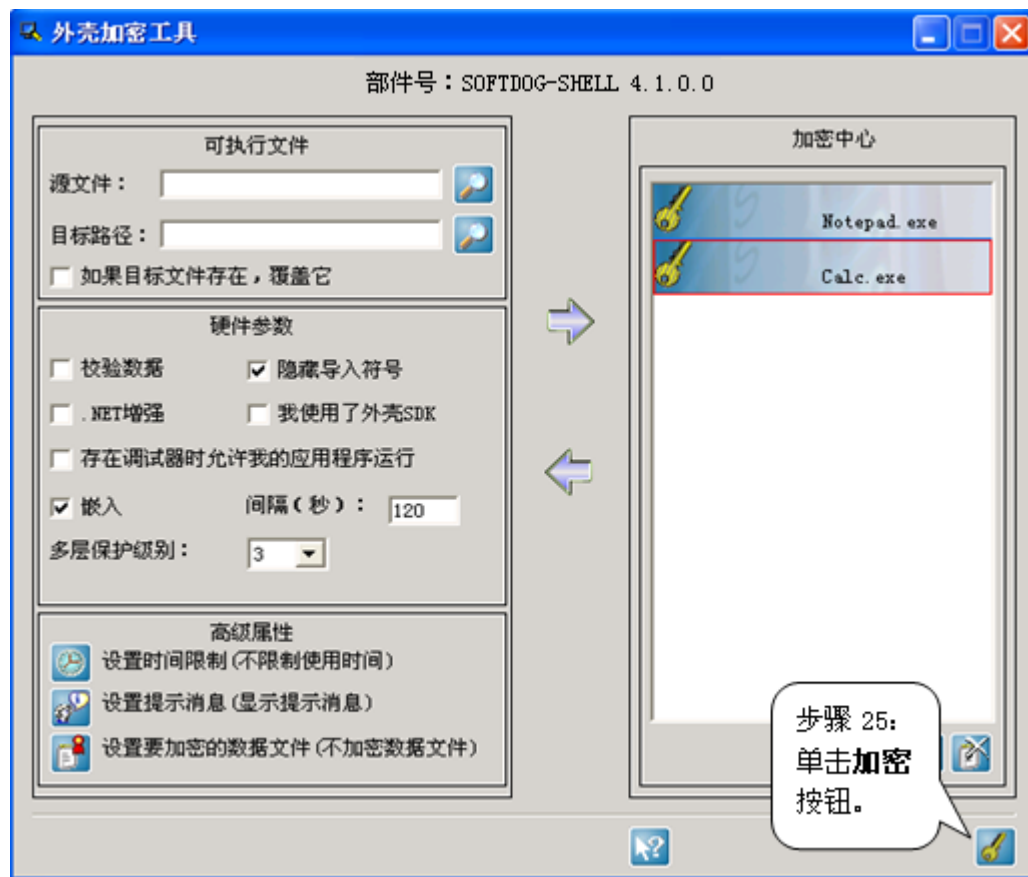 外壳加密工具
部件号：SOFTDOG-SHELL 4.1.0.0
可执行文件
源文件：
目标路径：
如果目标文件存在，覆盖它
硬件参数
校验数据 隐藏导入符号
.NET增强 我使用了外壳SDK
存在调试器时允许我的应用程序运行
嵌入 间隔(秒)： 120
多层保护级别： 3
高级属性
设置时间限制(不限制使用时间)
设置提示消息(显示提示消息)
设置要加密的数据文件(不加密数据文件)
加密中心
Notepad.exe
Calc.exe
步骤 25:
单击加密
按钮。